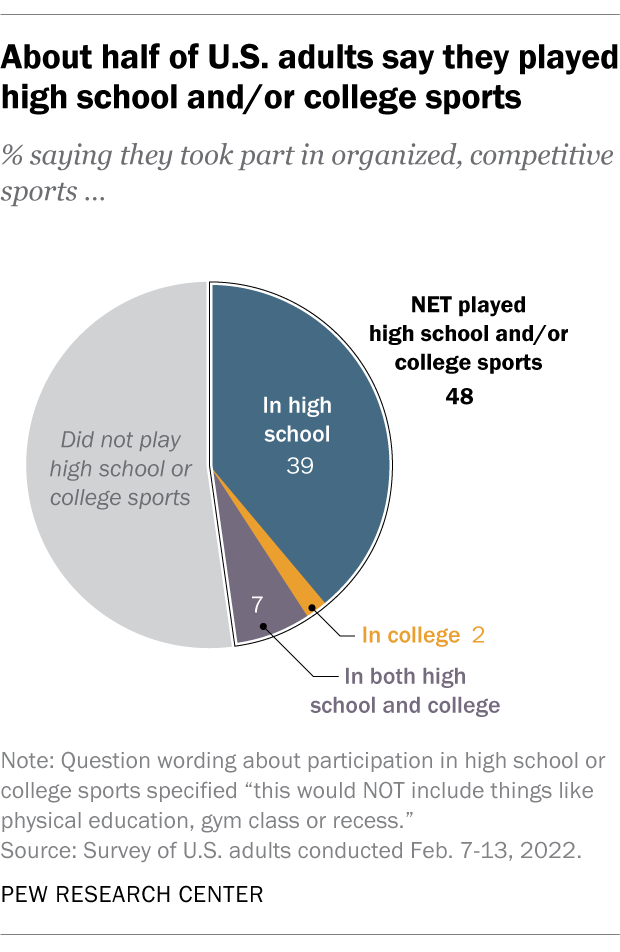 About half of U.S. adults say they played
high school and/or college sports
% saying they took part in organized, competitive
sports ...
NET played
high school and/or
college sports
48
In high
school
39
Did not play
high school or
college sports
7
In college 2
In both high
school and college
Note: Question wording about participation in high school or
college sports specified “this would NOT include things like
physical education, gym class or recess.”
Source: Survey of U.S. adults conducted Feb. 7-13, 2022.
PEW RESEARCH CENTER